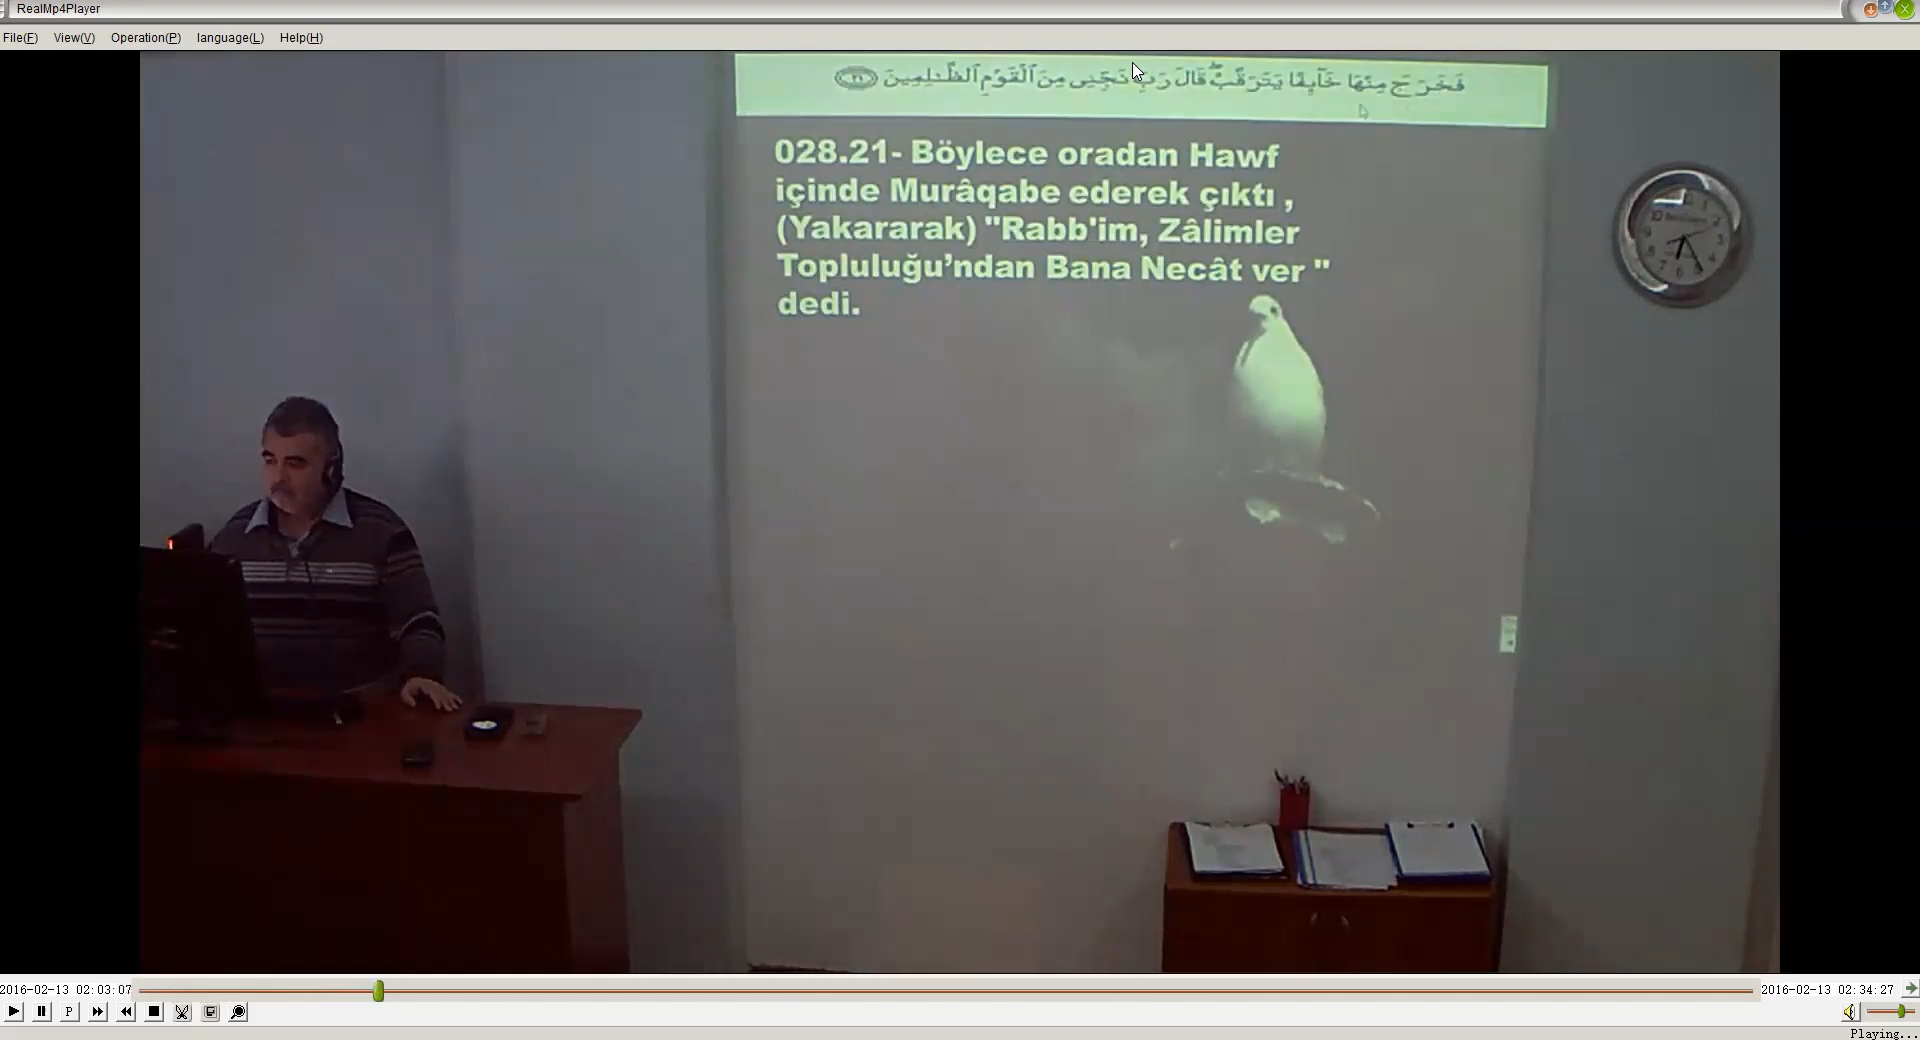 RealMp4Player
File(F) View(V) Operation(P) language(L) Help(H)
فَخَرَجَ مِنْهَا خَآئِفًا يَتَرَقَّبُ ۖ قَالَ رَبِّ نَجِّنِى مِنَ ٱلْقَوْمِ ٱلظَّـٰلِمِينَ ٢١
028.21- Böylece oradan Hawf
içinde Murâqabe ederek çıktı ,
(Yakararak) "Rabb'im, Zâlimler
Topluluğu’ndan Bana Necât ver "
dedi.
2016-02-13 02:03:07
2016-02-13 02:34:27
P
Playing...